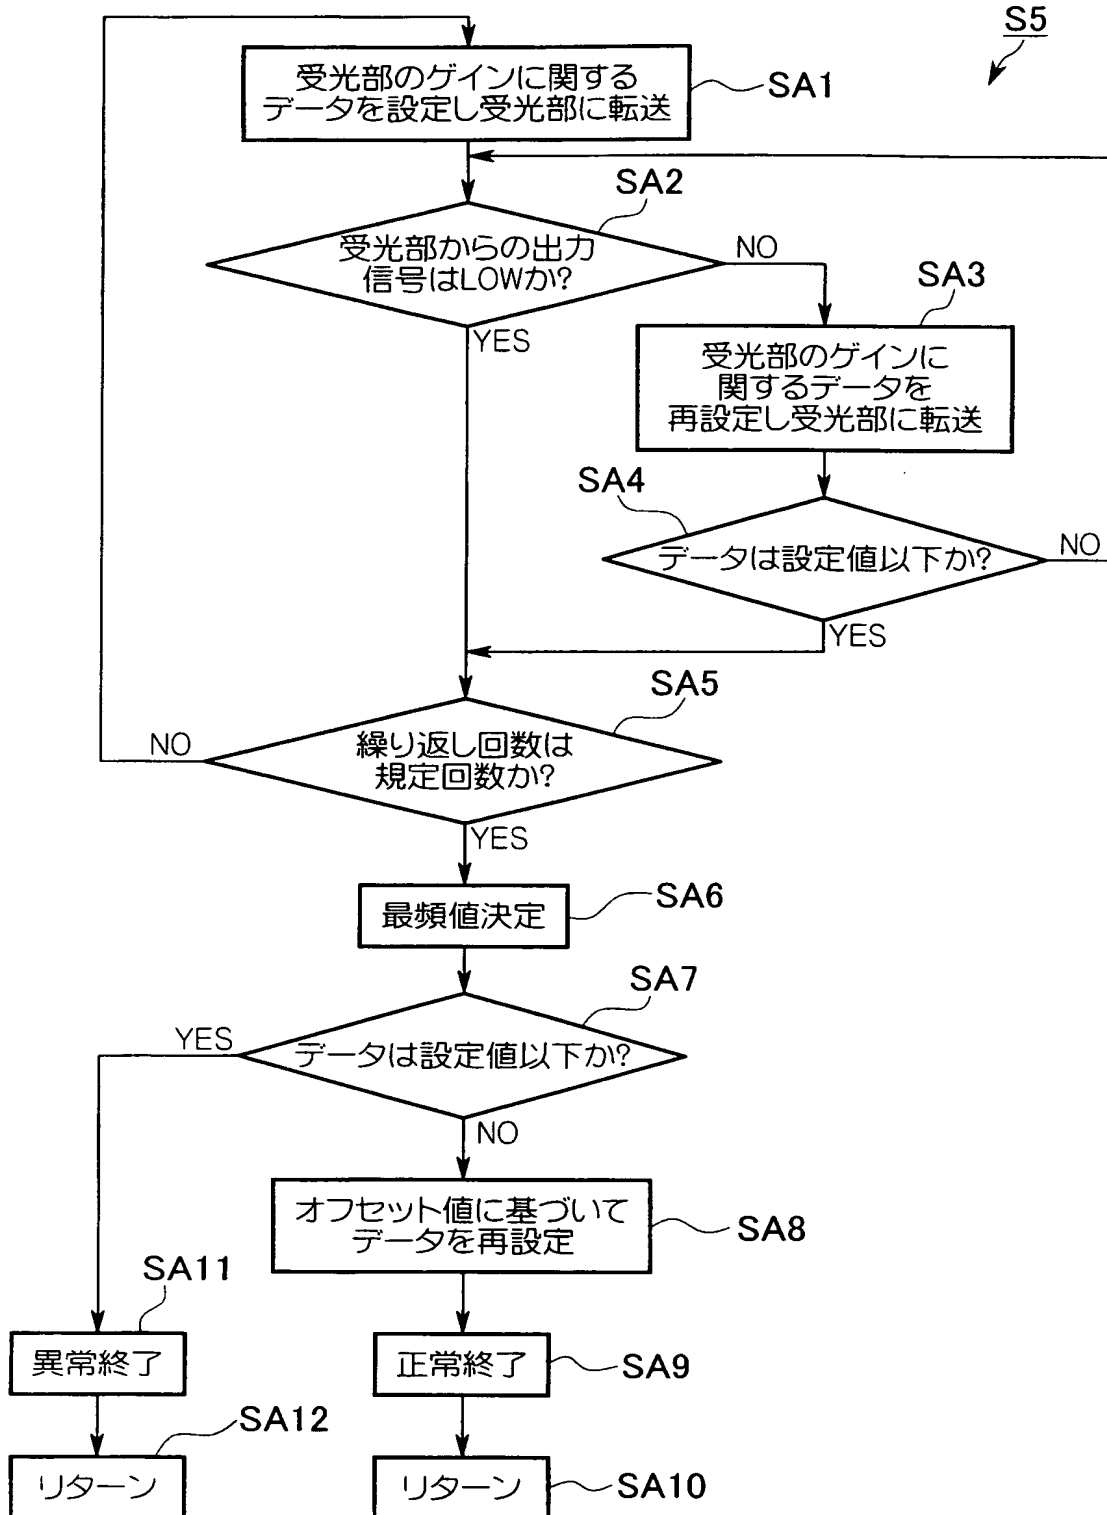 S5
受光部のゲインに関する
データを設定し受光部に転送
SA1
SA2
受光部からの出力
信号はLOWか?
NO
YES
SA3
受光部のゲインに
関するデータを
再設定し受光部に転送
SA4
データは設定値以下か?
NO
YES
SA5
繰り返し回数は
規定回数か?
NO
YES
最頻値決定
SA6
SA7
データは設定値以下か?
YES
NO
オフセット値に基づいて
データを再設定
SA8
SA11
異常終了
正常終了
SA9
SA12
リターン
リターン
SA10